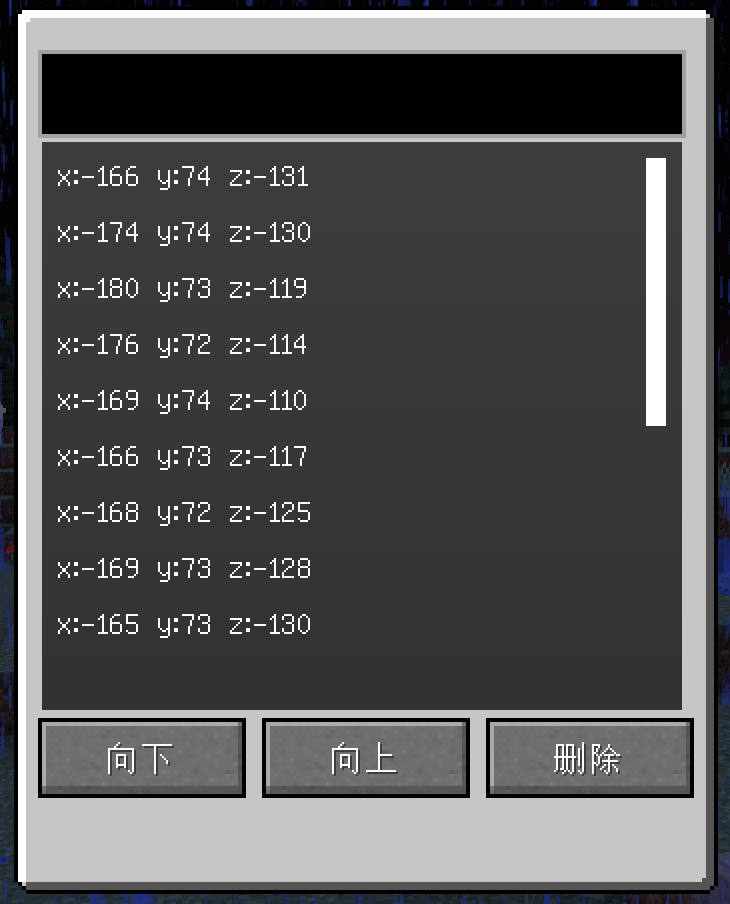 x:-166 y:74 z:-131
x:-174 y:74 z:-130
x:-180 y:73 z:-119
x:-176 y:72 z:-114
x:-169 y:74 z:-110
x:-166 y:73 z:-117
x:-168 y:72 z:-125
x:-169 y:73 z:-128
x:-165 y:73 z:-130
向下 向上 删除